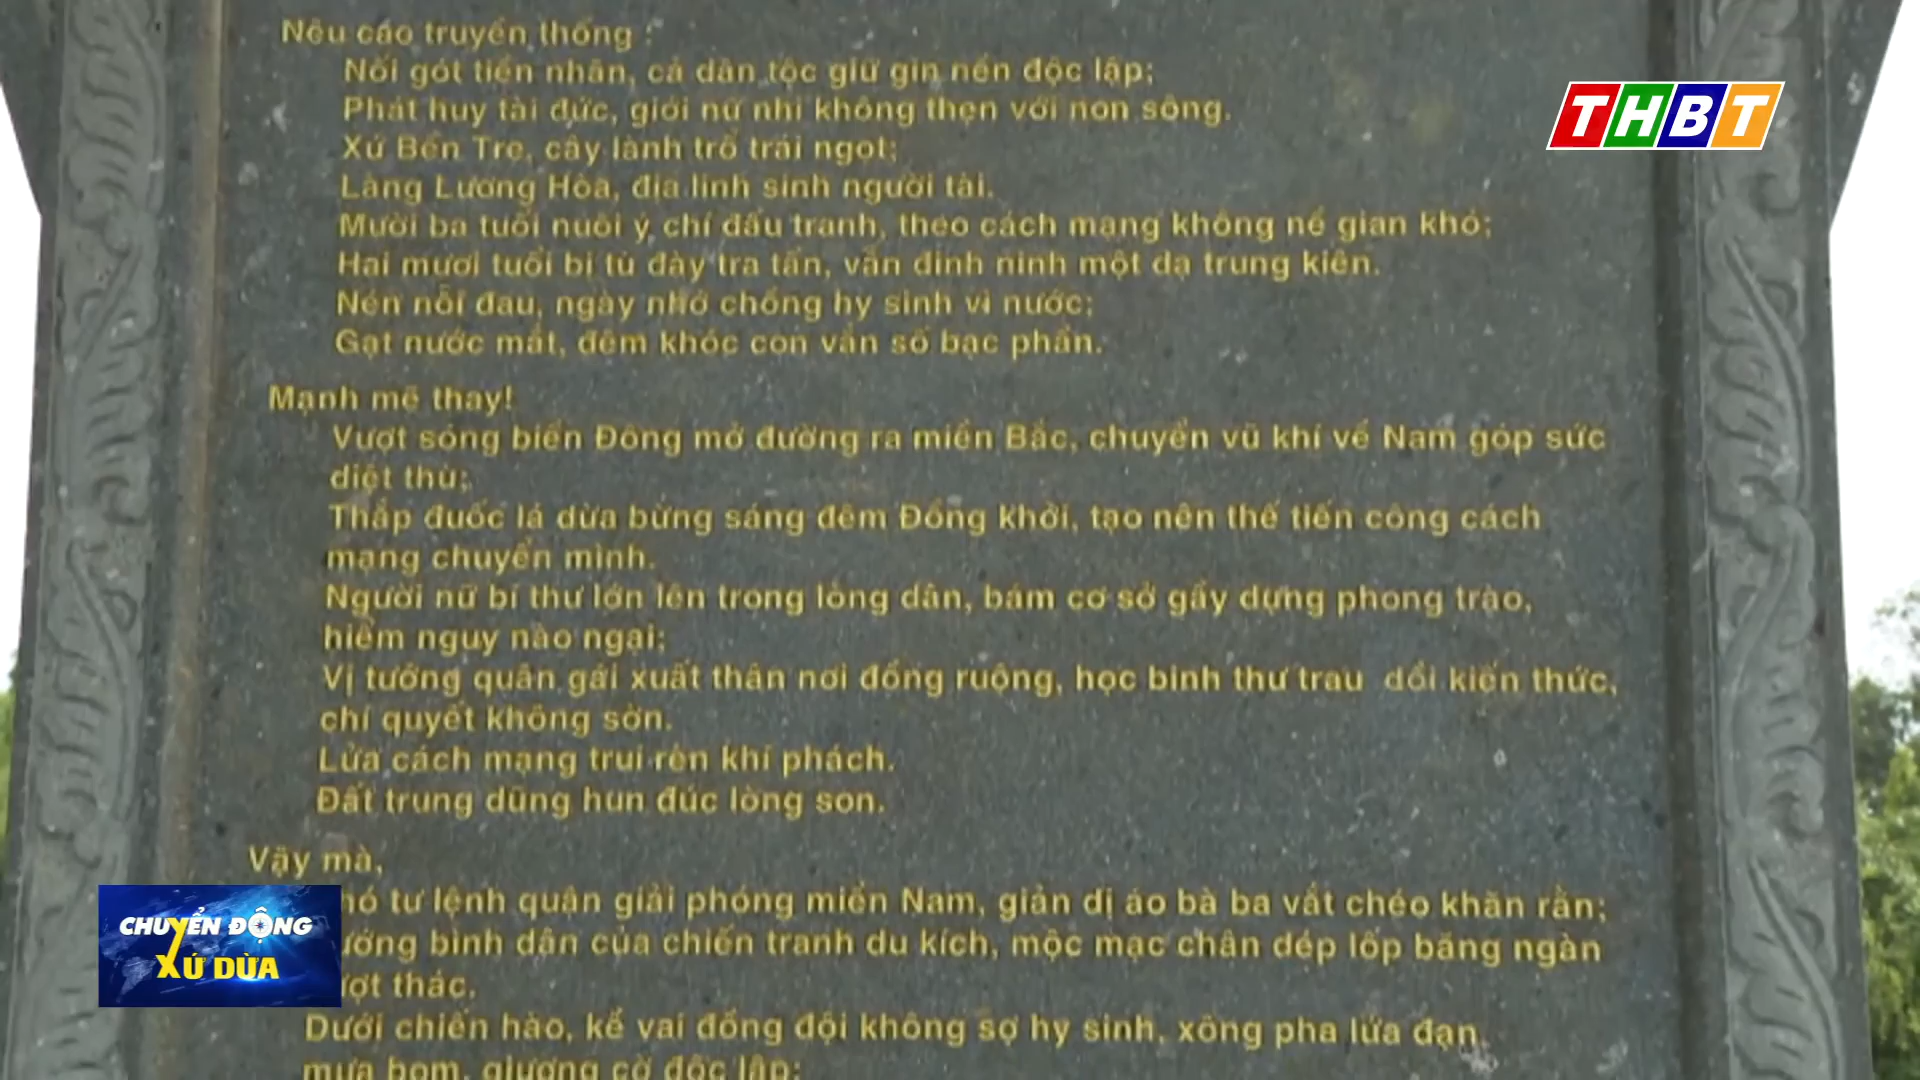 Nêu cao truyền thống :
Nối gót tiền nhân, cả dân tộc giữ gìn nền độc lập;
Phát huy tài đức, giới nữ nhi không thẹn với non sông.
Xứ Bến Tre, cây lành trổ trái ngọt;
Làng Lương Hòa, địa linh sinh người tài.
Mười ba tuổi nuôi ý chí đấu tranh, theo cách mạng không nề gian khó;
Hai mươi tuổi bị tù đày tra tấn, vẫn đinh ninh một dạ trung kiên.
Nén nỗi đau, ngày nhớ chồng hy sinh vì nước;
Gạt nước mắt, đêm khóc con vắn số bạc phần.
Mạnh mẽ thay!
Vượt sóng biển Đông mở đường ra miền Bắc, chuyển vũ khí về Nam góp sức
diệt thù;
Thắp đuốc lá dừa bừng sáng đêm Đồng khởi, tạo nên thế tiến công cách
mạng chuyển mình.
Người nữ bí thư lớn lên trong lòng dân, bám cơ sở gầy dựng phong trào,
hiểm nguy nào ngại;
Vị tướng quân gái xuất thân nơi đồng ruộng, học binh thư trau dồi kiến thức,
chí quyết không sờn.
Lửa cách mạng trui rèn khí phách.
Đất trung dũng hun đúc lòng son.
Vậy mà,
tư lệnh quân giải phóng miền Nam, giản dị áo bà ba vắt chéo khăn rằn;
bình dân của chiến tranh du kích, mộc mạc chân dép lốp băng ngàn
thác.
Dưới chiến hào, kề vai đồng đội không sợ hy sinh, xông pha lửa đạn,
mưa bom, giương cờ độc lập;
THBT
CHUYỂN ĐỘNG
XỨ DỪA